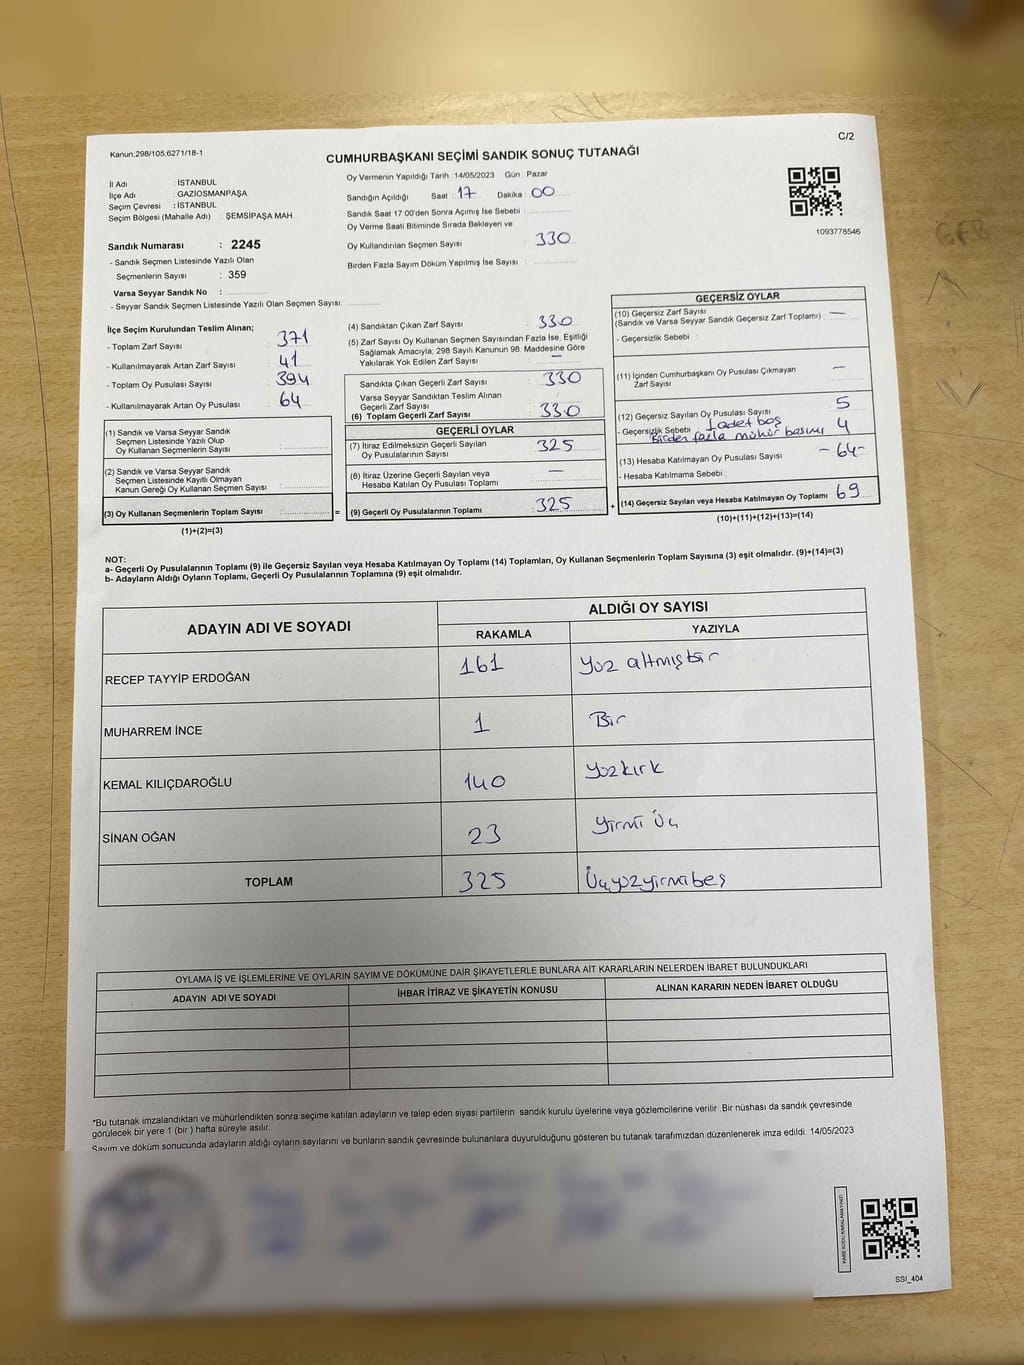 C/2
Kanun:298/105;6271/18-1
CUMHURBAŞKANI SEÇİMİ SANDIK SONUÇ TUTANAĞI
İl Adı : İSTANBUL
İlçe Adı : GAZİOSMANPAŞA
Seçim Çevresi : İSTANBUL
Seçim Bölgesi (Mahalle Adı) : ŞEMSİPAŞA MAH.
Sandık Numarası : 2245
- Sandık Seçmen Listesinde Yazılı Olan
Seçmenlerin Sayısı : 359
Varsa Seyyar Sandık No :
- Seyyar Sandık Seçmen Listesinde Yazılı Olan Seçmen Sayısı:
Oy Vermenin Yapıldığı Tarih : 14/05/2023 Gün : Pazar
Sandığın Açıldığı Saat 17 Dakika 00
Sandık Saat 17:00'den Sonra Açımış İse Sebebi :
Oy Verme Saati Bitiminde Sırada Bekleyen ve
Oy Kullandırılan Seçmen Sayısı 330
Birden Fazla Sayım Döküm Yapılmış İse Sayısı :
1093778546
İlçe Seçim Kurulundan Teslim Alınan;
- Toplam Zarf Sayısı 371
- Kullanılmayarak Artan Zarf Sayısı 41
- Toplam Oy Pusulası Sayısı 394
- Kullanılmayarak Artan Oy Pusulası 64
(1) Sandık ve Varsa Seyyar Sandık
Seçmen Listesinde Yazılı Olup
Oy Kullanan Seçmenlerin Sayısı :
(2) Sandık ve Varsa Seyyar Sandık
Seçmen Listesinde Kayıtlı Olmayan
Kanun Gereği Oy Kullanan Seçmen Sayısı :
(3) Oy Kullanan Seçmenlerin Toplam Sayısı :
(1)+(2)=(3)
=
(4) Sandıktan Çıkan Zarf Sayısı : 330
(5) Zarf Sayısı Oy Kullanan Seçmen Sayısından Fazla İse, Eşitliği
Sağlamak Amacıyla; 298 Sayılı Kanunun 98. Maddesine Göre
Yakılarak Yok Edilen Zarf Sayısı : —
Sandıkta Çıkan Geçerli Zarf Sayısı : 330
Varsa Seyyar Sandıktan Teslim Alınan
Geçerli Zarf Sayısı :
(6) Toplam Geçerli Zarf Sayısı : 330
GEÇERLİ OYLAR
(7) İtiraz Edilmeksizin Geçerli Sayılan
Oy Pusulasının Sayısı : 325
(8) İtiraz Üzerine Geçerli Sayılan veya
Hesaba Katılan Oy Pusulası Toplamı : —
(9) Geçerli Oy Pusulalarının Toplamı : 325
+
GEÇERSİZ OYLAR
(10) Geçersiz Zarf Sayısı
(Sandık ve Varsa Seyyar Sandık Geçersiz Zarf Toplamı) : —
- Geçersizlik Sebebi :
(11) İçinden Cumhurbaşkanı Oy Pusulası Çıkmayan
Zarf Sayısı —
(12) Geçersiz Sayılan Oy Pusulası Sayısı 5
- Geçersizlik Sebebi 1 adet boş
Birden fazla mühür basımı 4
(13) Hesaba Katılmayan Oy Pusulası Sayısı - 64-
- Hesaba Katılmama Sebebi :
(14) Geçersiz Sayılan veya Hesaba Katılmayan Oy Toplamı 69
(10)+(11)+(12)+(13)=(14)
NOT:
a- Geçerli Oy Pusulalarının Toplamı (9) ile Geçersiz Sayılan veya Hesaba Katılmayan Oy Toplamı (14) Toplamları, Oy Kullanan Seçmenlerin Toplam Sayısına (3) eşit olmalıdır. (9)+(14)=(3)
b- Adayların Aldığı Oyların Toplamı, Geçerli Oy Pusulalarının Toplamına (9) eşit olmalıdır.
ADAYIN ADI VE SOYADI ALDIĞI OY SAYISI
RAKAMLA YAZIYLA
RECEP TAYYİP ERDOĞAN 161 Yüz altmışbir
MUHARREM İNCE 1 Bir
KEMAL KILIÇDAROĞLU 140 Yüzkırk
SİNAN OĞAN 23 Yirmi Üç
TOPLAM 325 Üçyüzyirmibeş
OYLAMA İŞ VE İŞLEMLERİNE VE OYLARIN SAYIM VE DÖKÜMÜNE DAİR ŞİKAYETLERLE BUNLARA AİT KARARLARIN NELERDEN İBARET BULUNDUKLARI
ADAYIN ADI VE SOYADI İHBAR İTİRAZ VE ŞİKAYETİN KONUSU ALINAN KARARIN NEDEN İBARET OLDUĞU
*Bu tutanak imzalandıktan ve mühürlendikten sonra seçime katılan adayların ve talep eden siyasi partilerin sandık kurulu üyelerine veya gözlemcilerine verilir. Bir nüshası da sandık çevresinde
görülecek bir yere 1 (bir ) hafta süreyle asılır.
Sayım ve döküm sonucunda adayların aldığı oyların sayılarını ve bunların sandık çevresinde bulunanlara duyurulduğunu gösteren bu tutanak tarafımızdan düzenlenerek imza edildi. 14/05/2023
KARE KODU KARALAMAYINIZ!
SSI_404